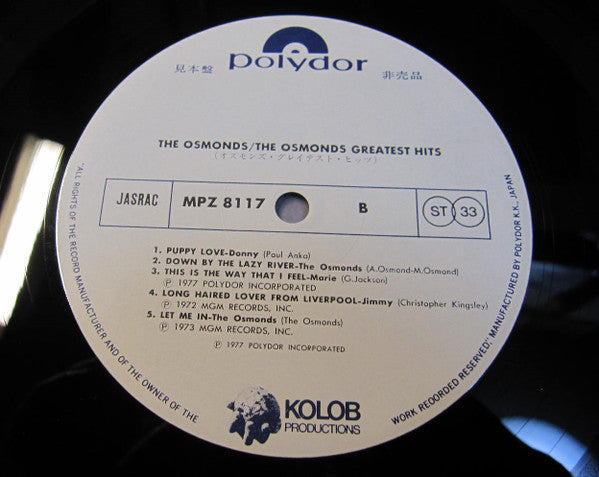 polydor
見本盤
非売品
THE OSMONDS/THE OSMONDS GREATEST HITS
(オスモンズ・グレイテスト・ヒッツ)
JASRAC
MPZ 8117
B
ST 33
1. PUPPY LOVE-Donny (Paul Anka)
2. DOWN BY THE LAZY RIVER-The Osmonds (A.Osmond-M.Osmond)
3. THIS IS THE WAY THAT I FEEL-Marie (G.Jackson)
Ⓟ 1977 POLYDOR INCORPORATED
4. LONG HAIRED LOVER FROM LIVERPOOL-Jimmy (Christopher Kingsley)
Ⓟ 1972 MGM RECORDS, INC.
5. LET ME IN-The Osmonds (The Osmonds)
Ⓟ 1973 MGM RECORDS, INC.
Ⓟ 1977 POLYDOR INCORPORATED
KOLOB
PRODUCTIONS
"ALL RIGHTS OF THE RECORD MANUFACTURER AND OF THE OWNER OF THE WORK RECORDED RESERVED," MANUFACTURED BY POLYDOR K.K., JAPAN